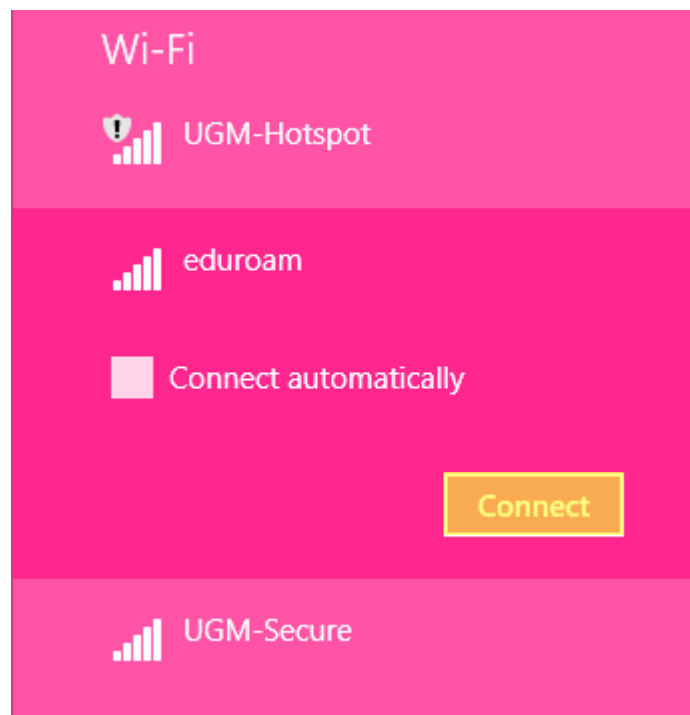 Wi-Fi
UGM-Hotspot
eduroam
Connect automatically
Connect
UGM-Secure